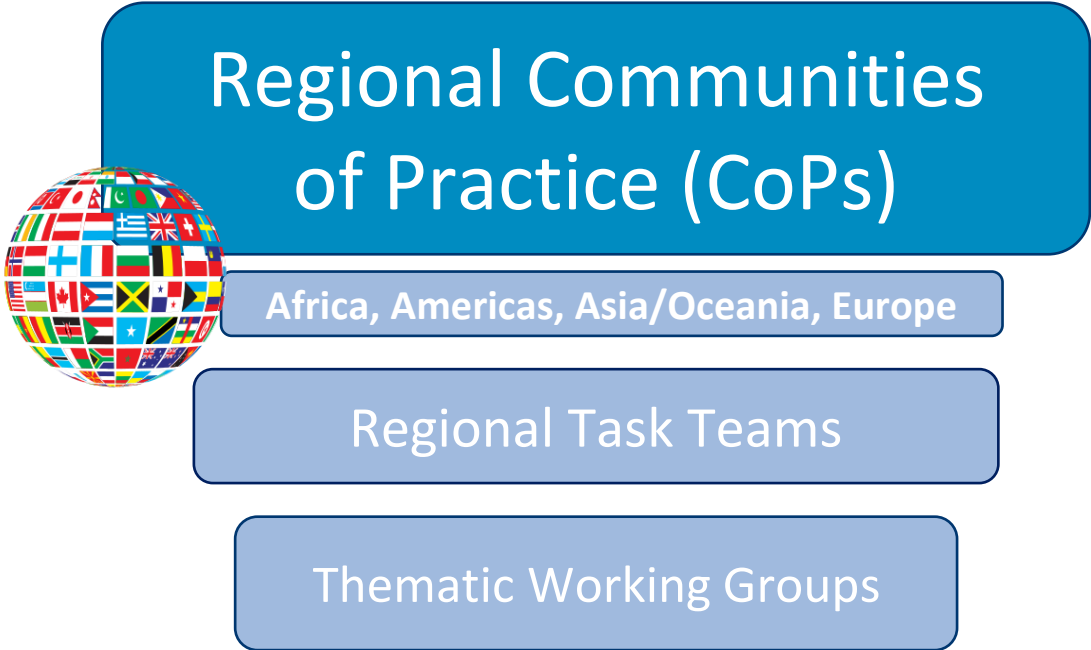 Regional Communities
of Practice (CoPs)
Africa, Americas, Asia/Oceania, Europe
Regional Task Teams
Thematic Working Groups